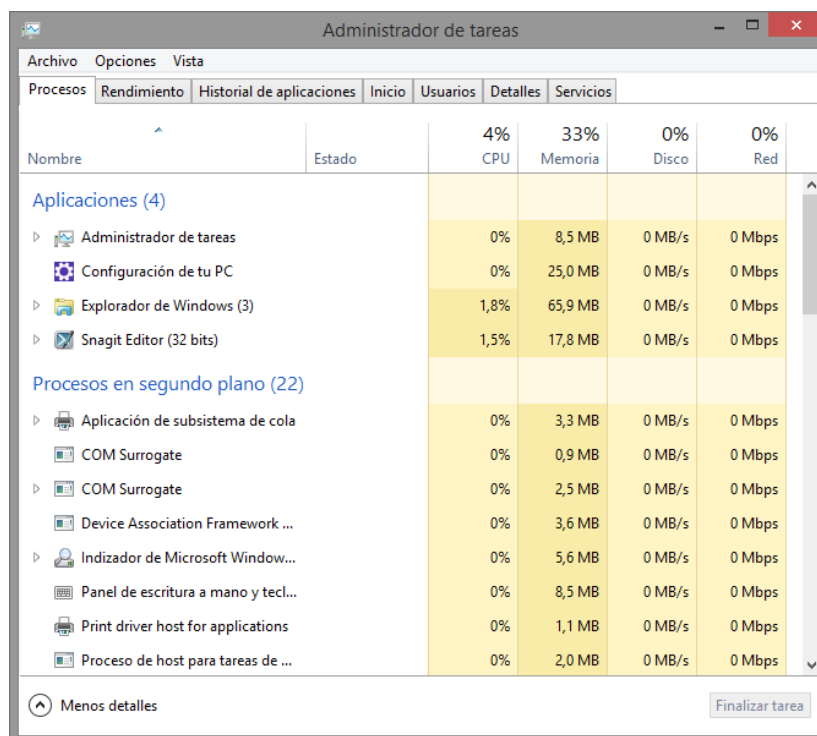 Administrador de tareas
Archivo Opciones Vista
Procesos Rendimiento Historial de aplicaciones Inicio Usuarios Detalles Servicios
4% 33% 0% 0%
Nombre Estado CPU Memoria Disco Red
Aplicaciones (4)
Administrador de tareas 0% 8,5 MB 0 MB/s 0 Mbps
Configuración de tu PC 0% 25,0 MB 0 MB/s 0 Mbps
Explorador de Windows (3) 1,8% 65,9 MB 0 MB/s 0 Mbps
Snagit Editor (32 bits) 1,5% 17,8 MB 0 MB/s 0 Mbps
Procesos en segundo plano (22)
Aplicación de subsistema de cola 0% 3,3 MB 0 MB/s 0 Mbps
COM Surrogate 0% 0,9 MB 0 MB/s 0 Mbps
COM Surrogate 0% 2,5 MB 0 MB/s 0 Mbps
Device Association Framework ... 0% 3,6 MB 0 MB/s 0 Mbps
Indizador de Microsoft Window... 0% 5,6 MB 0 MB/s 0 Mbps
Panel de escritura a mano y tecl... 0% 8,5 MB 0 MB/s 0 Mbps
Print driver host for applications 0% 1,1 MB 0 MB/s 0 Mbps
Proceso de host para tareas de ... 0% 2,0 MB 0 MB/s 0 Mbps
Menos detalles Finalizar tarea